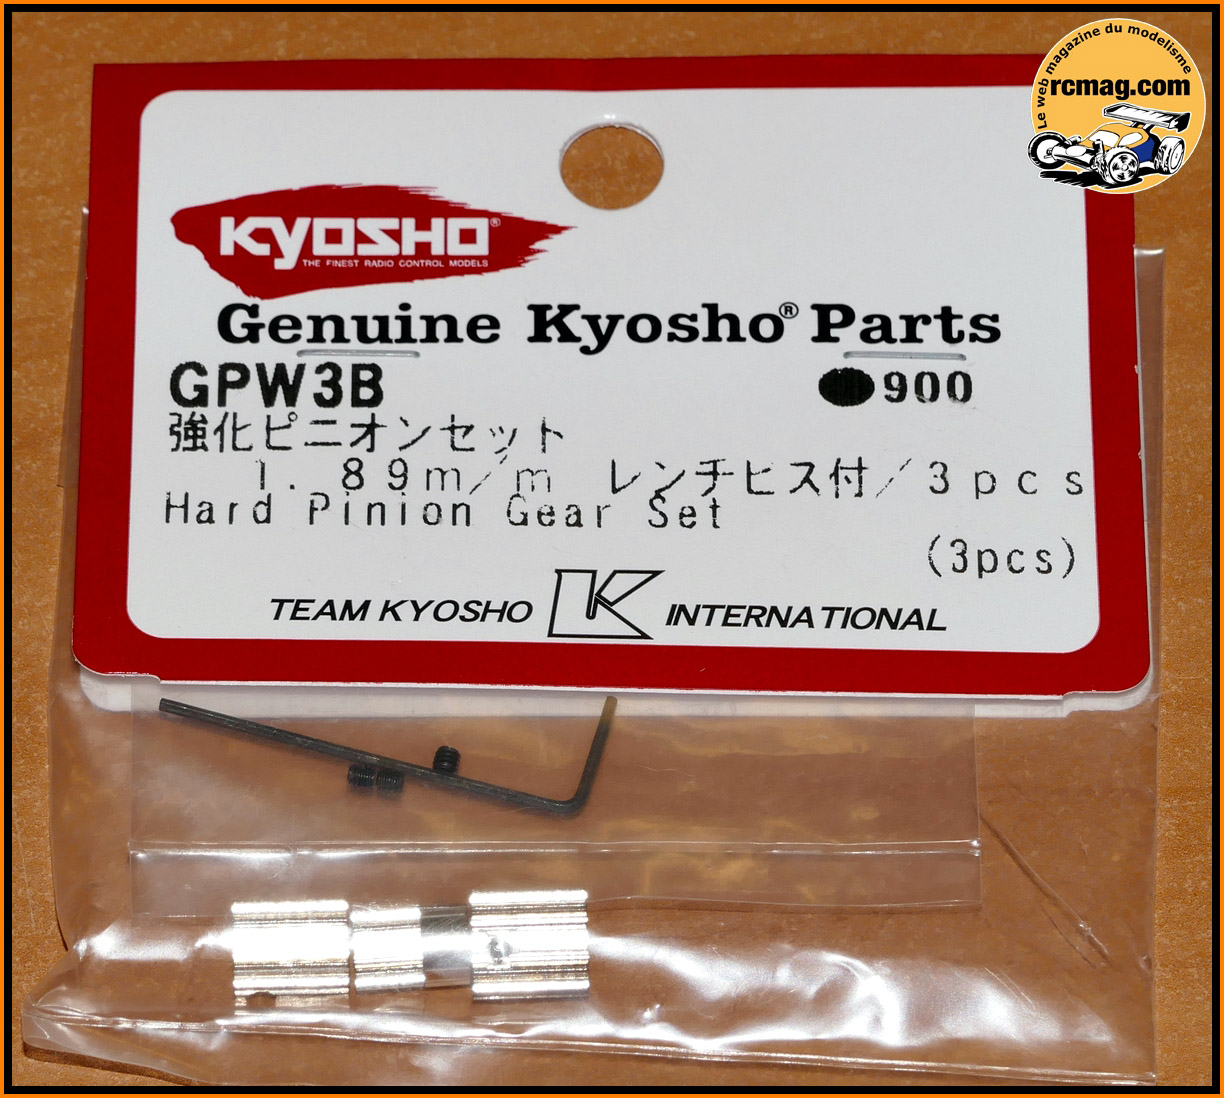 Le web magazine du modelisme
rcmag.com
KYOSHO®
THE FINEST RADIO CONTROL MODELS
Genuine Kyosho® Parts
GPW3B
●900
強化ピニオンセット
1.89m/m レンチビス付/3pcs
Hard Pinion Gear Set
(3pcs)
TEAM KYOSHO K INTERNATIONAL